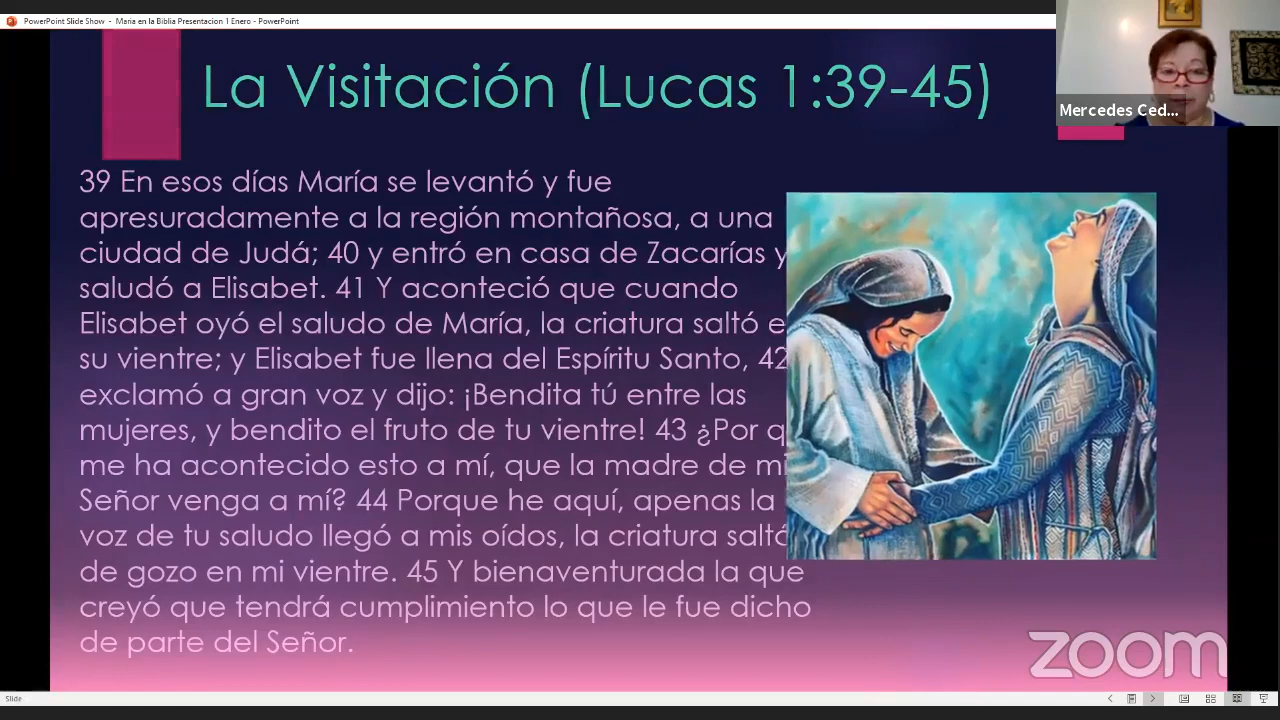 PowerPoint Slide Show - Maria en la Biblia Presentacion 1 Enero - PowerPoint
La Visitación (Lucas 1:39-45)
Mercedes Ced...
39 En esos días María se levantó y fue
apresuradamente a la región montañosa, a una
ciudad de Judá; 40 y entró en casa de Zacarías y
saludó a Elisabet. 41 Y aconteció que cuando
Elisabet oyó el saludo de María, la criatura saltó e
su vientre; y Elisabet fue llena del Espíritu Santo, 42
exclamó a gran voz y dijo: ¡Bendita tú entre las
mujeres, y bendito el fruto de tu vientre! 43 ¿Por q
me ha acontecido esto a mí, que la madre de mi
Señor venga a mí? 44 Porque he aquí, apenas la
voz de tu saludo llegó a mis oídos, la criatura saltó
de gozo en mi vientre. 45 Y bienaventurada la que
creyó que tendrá cumplimiento lo que le fue dicho
de parte del Señor.
zoom
Slide